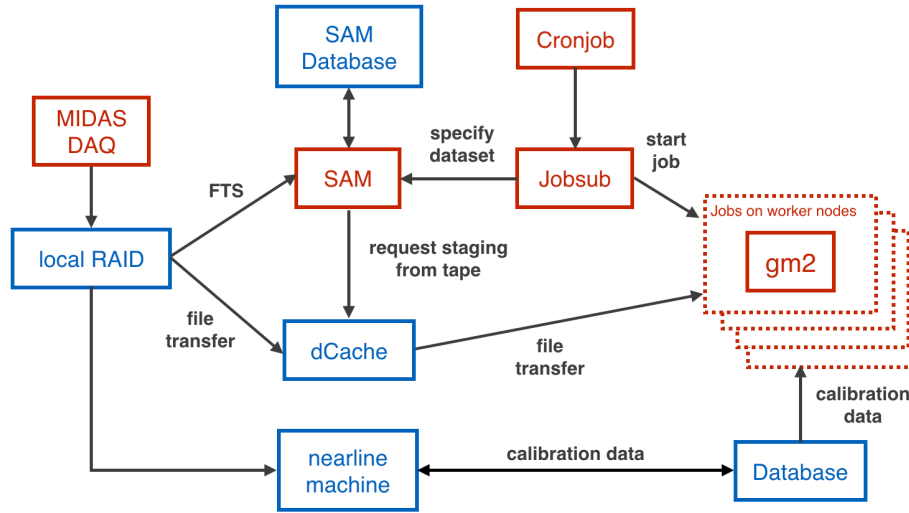 SAM
Database
Cronjob
MIDAS
DAQ
specify
dataset
start
job
FTS
SAM
Jobsub
Jobs on worker nodes
gm2
local RAID
request staging
from tape
file
transfer
dCache
file
transfer
calibration
data
nearline
machine
calibration data
Database